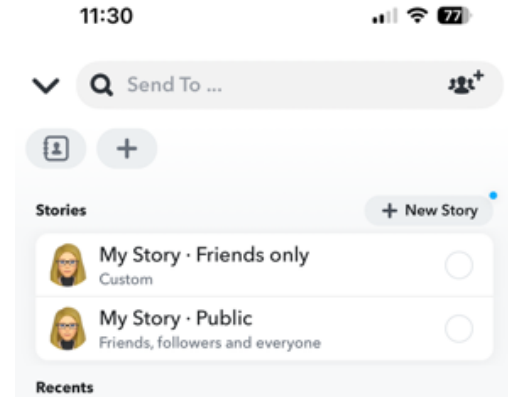 11:30
77
Send To ...
Stories
+ New Story
My Story · Friends only
Custom
My Story · Public
Friends, followers and everyone
Recents